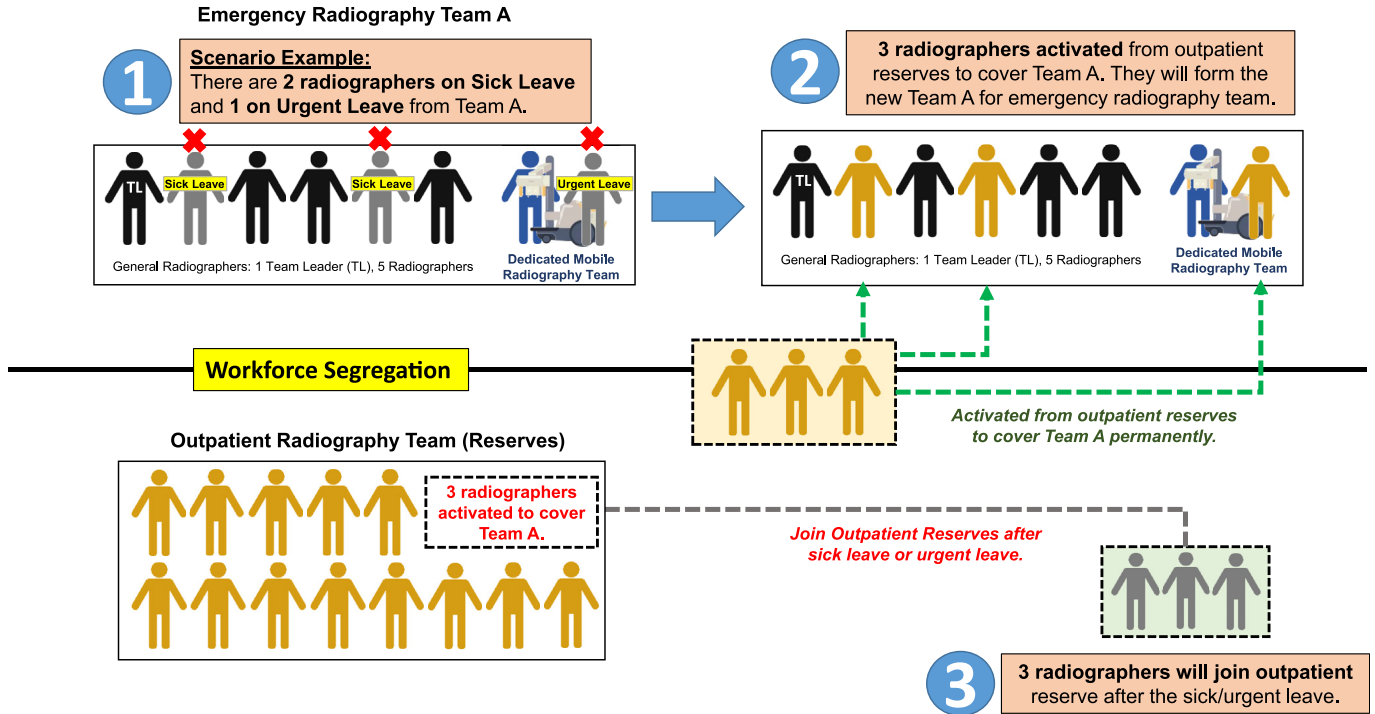 Emergency Radiography Team A
1
Scenario Example:
There are 2 radiographers on Sick Leave
and 1 on Urgent Leave from Team A.
TL
Sick Leave
Sick Leave
Urgent Leave
General Radiographers: 1 Team Leader (TL), 5 Radiographers
Dedicated Mobile
Radiography Team
2
3 radiographers activated from outpatient
reserves to cover Team A. They will form the
new Team A for emergency radiography team.
TL
General Radiographers: 1 Team Leader (TL), 5 Radiographers
Dedicated Mobile
Radiography Team
Workforce Segregation
Activated from outpatient reserves
to cover Team A permanently.
Outpatient Radiography Team (Reserves)
3 radiographers
activated to cover
Team A.
Join Outpatient Reserves after
sick leave or urgent leave.
3
3 radiographers will join outpatient
reserve after the sick/urgent leave.